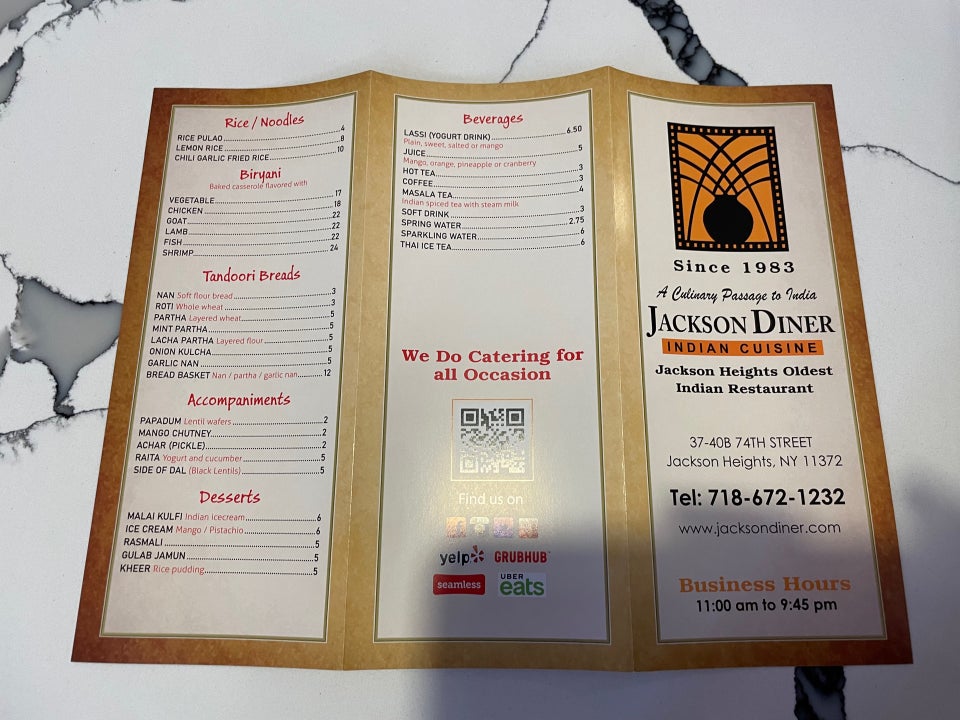 Rice / Noodles
RICE PULAO 4
LEMON RICE 8
CHILI GARLIC FRIED RICE 10
Biryani
Baked casserole flavored with
VEGETABLE 17
CHICKEN 18
GOAT 22
LAMB 22
FISH 22
SHRIMP 24
Tandoori Breads
NAN Soft flour bread 3
ROTI Whole wheat 3
PARTHA Layered wheat 5
MINT PARTHA 5
LACHA PARTHA Layered flour 5
ONION KULCHA 5
GARLIC NAN 5
BREAD BASKET Nan / partha / garlic nan 12
Accompaniments
PAPADUM Lentil wafers 2
MANGO CHUTNEY 2
ACHAR (PICKLE) 2
RAITA Yogurt and cucumber 5
SIDE OF DAL (Black Lentils) 5
Desserts
MALAI KULFI Indian icecream 6
ICE CREAM Mango / Pistachio 6
RASMALI 5
GULAB JAMUN 5
KHEER Rice pudding 5
Beverages
LASSI (YOGURT DRINK) 6.50
Plain, sweet, salted or mango
JUICE 5
Mango, orange, pineapple or cranberry
HOT TEA 3
COFFEE 3
MASALA TEA 4
Indian spiced tea with steam milk
SOFT DRINK 3
SPRING WATER 2.75
SPARKLING WATER 6
THAI ICE TEA 6
We Do Catering for
all Occasion
Find us on
yelp GRUBHUB
seamless UBER eats
Since 1983
A Culinary Passage to India
JACKSON DINER
INDIAN CUISINE
Jackson Heights Oldest
Indian Restaurant
37-40B 74TH STREET
Jackson Heights, NY 11372
Tel: 718-672-1232
www.jacksondiner.com
Business Hours
11:00 am to 9:45 pm